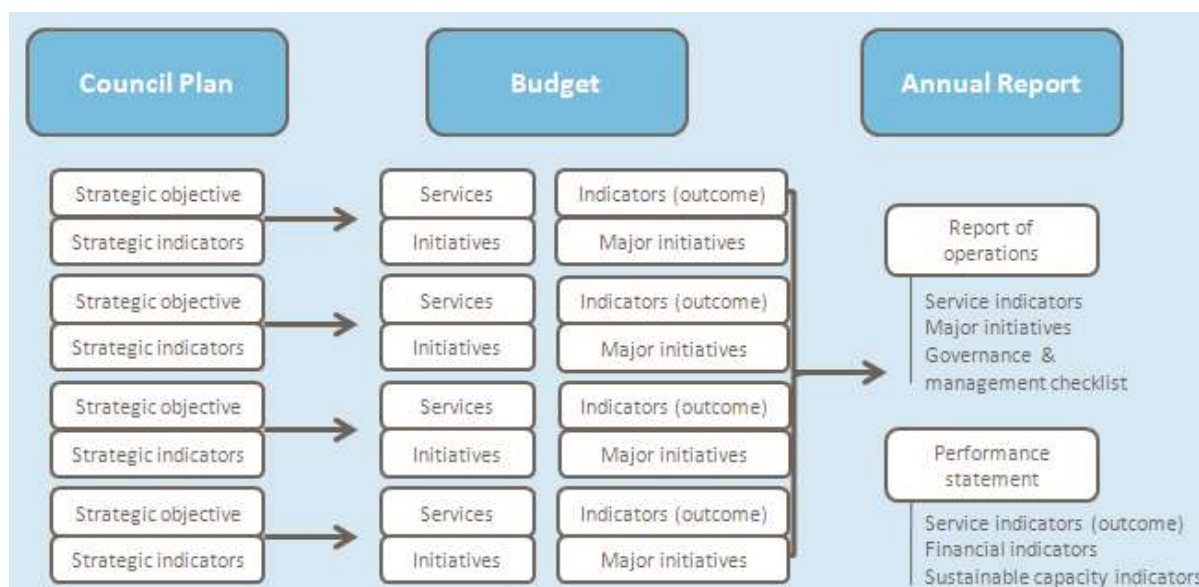 Council Plan
Budget
Annual Report
Strategic objective
Strategic indicators
Services
Initiatives
Indicators (outcome)
Major initiatives
Strategic objective
Strategic indicators
Services
Initiatives
Indicators (outcome)
Major initiatives
Strategic objective
Strategic indicators
Services
Initiatives
Indicators (outcome)
Major initiatives
Strategic objective
Strategic indicators
Services
Initiatives
Indicators (outcome)
Major initiatives
Report of
operations
Service indicators
Major initiatives
Governance &
management checklist
Performance
statement
Service indicators (outcome)
Financial indicators
Sustainable capacity indicators